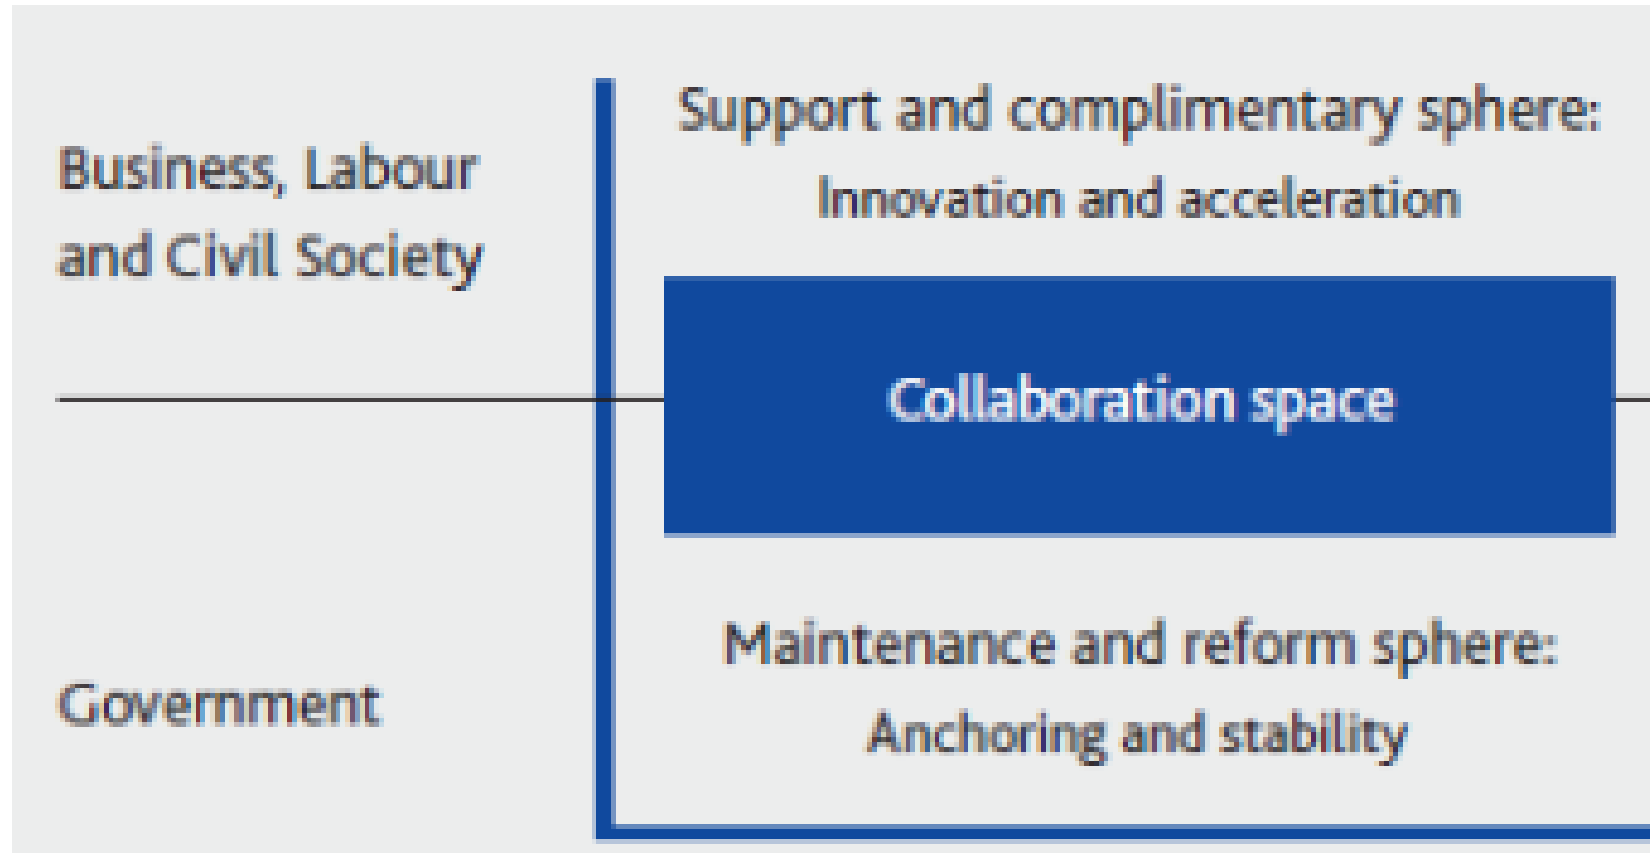 Support and complimentary sphere:
Innovation and acceleration
Business, Labour
and Civil Society
Collaboration space
Maintenance and reform sphere:
Anchoring and stability
Government